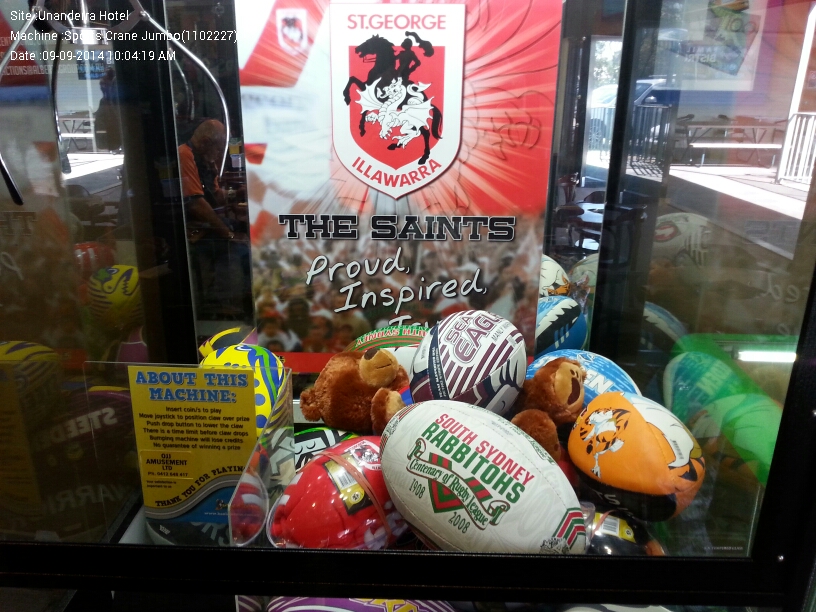 Site :Unanderra Hotel
Machine :Sports Crane Jumbo(1102227)
Date :09-09-2014 10:04:19 AM
ST.GEORGE
ILLAWARRA
THE SAINTS
Proud,
Inspired,
SEA
EAGLES
ABOUT THIS
MACHINE:
Insert coin/s to play
Move joystick to position claw over prize
Push drop button to lower the claw
There is a time limit before claw drops
Bumping machine will lose credits
No guarantee of winning a prize
AMUSEMENT
LTD
THANK YOU FOR PLAYING
SOUTH SYDNEY
RABBITOHS
Centenary of Rugby League
1908
2008